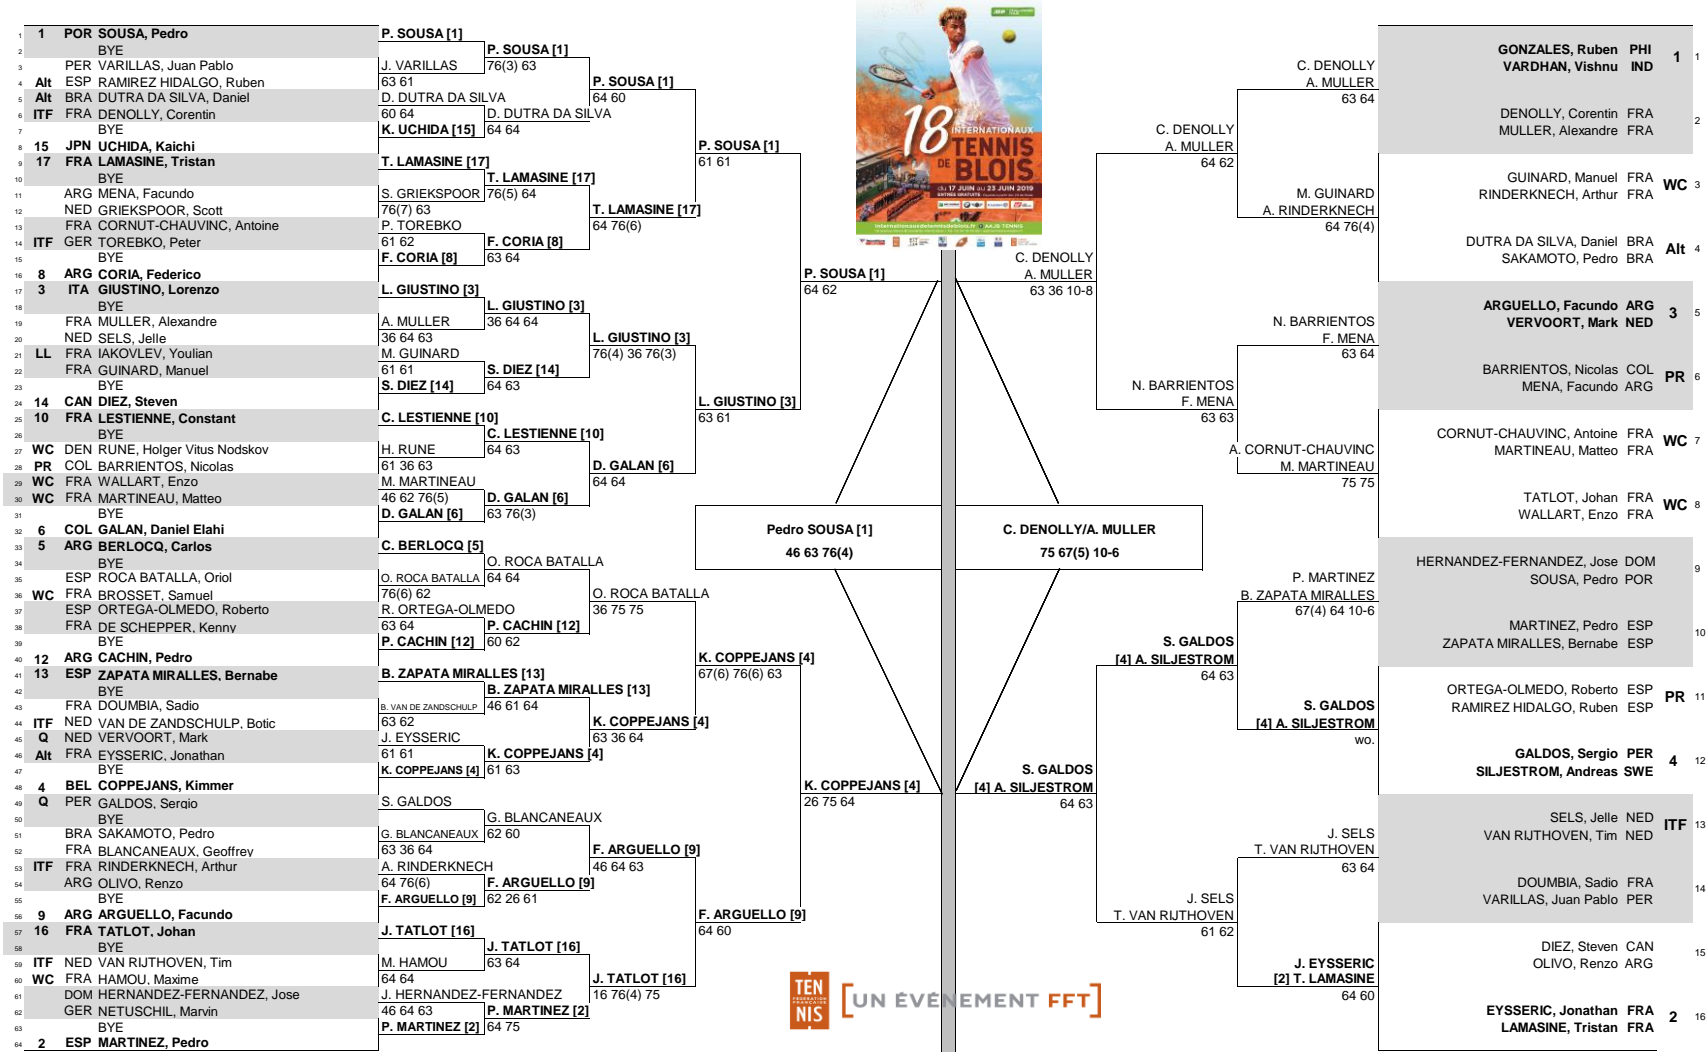 1 1 POR SOUSA, Pedro
2 BYE
3 PER VARILLAS, Juan Pablo
4 Alt ESP RAMIREZ HIDALGO, Ruben
5 Alt BRA DUTRA DA SILVA, Daniel
6 ITF FRA DENOLLY, Corentin
7 BYE
8 15 JPN UCHIDA, Kaichi
9 17 FRA LAMASINE, Tristan
10 BYE
11 ARG MENA, Facundo
12 NED GRIEKSPOOR, Scott
13 FRA CORNUT-CHAUVINC, Antoine
14 ITF GER TOREBKO, Peter
15 BYE
16 8 ARG CORIA, Federico
17 3 ITA GIUSTINO, Lorenzo
18 BYE
19 FRA MULLER, Alexandre
20 NED SELS, Jelle
21 LL FRA IAKOVLEV, Youlian
22 FRA GUINARD, Manuel
23 BYE
24 14 CAN DIEZ, Steven
25 10 FRA LESTIENNE, Constant
26 BYE
27 WC DEN RUNE, Holger Vitus Nodskov
28 PR COL BARRIENTOS, Nicolas
29 WC FRA WALLART, Enzo
30 WC FRA MARTINEAU, Matteo
31 BYE
32 6 COL GALAN, Daniel Elahi
33 5 ARG BERLOCQ, Carlos
34 BYE
35 ESP ROCA BATALLA, Oriol
36 WC FRA BROSSET, Samuel
37 ESP ORTEGA-OLMEDO, Roberto
38 FRA DE SCHEPPER, Kenny
39 BYE
40 12 ARG CACHIN, Pedro
41 13 ESP ZAPATA MIRALLES, Bernabe
42 BYE
43 FRA DOUMBIA, Sadio
44 ITF NED VAN DE ZANDSCHULP, Botic
45 Q NED VERVOORT, Mark
46 Alt FRA EYSSERIC, Jonathan
47 BYE
48 4 BEL COPPEJANS, Kimmer
49 Q PER GALDOS, Sergio
50 BYE
51 BRA SAKAMOTO, Pedro
52 FRA BLANCANEAUX, Geoffrey
53 ITF FRA RINDERKNECH, Arthur
54 ARG OLIVO, Renzo
55 BYE
56 9 ARG ARGUELLO, Facundo
57 16 FRA TATLOT, Johan
58 BYE
59 ITF NED VAN RIJTHOVEN, Tim
60 WC FRA HAMOU, Maxime
61 DOM HERNANDEZ-FERNANDEZ, Jose
62 GER NETUSCHIL, Marvin
63 BYE
64 2 ESP MARTINEZ, Pedro
P. SOUSA [1]
J. VARILLAS
63 61
D. DUTRA DA SILVA
60 64
K. UCHIDA [15]
T. LAMASINE [17]
S. GRIEKSPOOR
76(7) 63
P. TOREBKO
61 62
F. CORIA [8]
L. GIUSTINO [3]
A. MULLER
36 64 63
M. GUINARD
61 61
S. DIEZ [14]
C. LESTIENNE [10]
H. RUNE
61 36 63
M. MARTINEAU
46 62 76(5)
D. GALAN [6]
C. BERLOCQ [5]
O. ROCA BATALLA
76(6) 62
R. ORTEGA-OLMEDO
63 64
P. CACHIN [12]
B. ZAPATA MIRALLES [13]
B. VAN DE ZANDSCHULP
63 62
J. EYSSERIC
61 61
K. COPPEJANS [4]
S. GALDOS
G. BLANCANEAUX
63 36 64
A. RINDERKNECH
64 76(6)
F. ARGUELLO [9]
J. TATLOT [16]
M. HAMOU
64 64
J. HERNANDEZ-FERNANDEZ
46 64 63
P. MARTINEZ [2]
P. SOUSA [1]
76(3) 63
D. DUTRA DA SILVA
64 64
T. LAMASINE [17]
76(5) 64
F. CORIA [8]
63 64
L. GIUSTINO [3]
36 64 64
S. DIEZ [14]
64 63
C. LESTIENNE [10]
64 63
D. GALAN [6]
63 76(3)
O. ROCA BATALLA
64 64
P. CACHIN [12]
60 62
B. ZAPATA MIRALLES [13]
46 61 64
K. COPPEJANS [4]
61 63
G. BLANCANEAUX
62 60
F. ARGUELLO [9]
62 26 61
J. TATLOT [16]
63 64
P. MARTINEZ [2]
64 75
P. SOUSA [1]
64 60
T. LAMASINE [17]
64 76(6)
L. GIUSTINO [3]
76(4) 36 76(3)
D. GALAN [6]
64 64
O. ROCA BATALLA
36 75 75
K. COPPEJANS [4]
63 36 64
F. ARGUELLO [9]
46 64 63
J. TATLOT [16]
16 76(4) 75
P. SOUSA [1]
61 61
L. GIUSTINO [3]
63 61
K. COPPEJANS [4]
67(6) 76(6) 63
F. ARGUELLO [9]
64 60
P. SOUSA [1]
64 62
K. COPPEJANS [4]
26 75 64
Pedro SOUSA [1]
46 63 76(4)
18
INTERNATIONAUX
TENNIS
DE BLOIS
du 17 JUIN au 23 JUIN 2019
ENTRÉE GRATUITE
internationauxdetennisdeblois.fr AAJB TENNIS
C. DENOLLY/A. MULLER
75 67(5) 10-6
C. DENOLLY
A. MULLER
63 36 10-8
S. GALDOS
[4] A. SILJESTROM
64 63
C. DENOLLY
A. MULLER
64 62
N. BARRIENTOS
F. MENA
63 63
S. GALDOS
[4] A. SILJESTROM
64 63
J. SELS
T. VAN RIJTHOVEN
61 62
C. DENOLLY
A. MULLER
63 64
M. GUINARD
A. RINDERKNECH
64 76(4)
N. BARRIENTOS
F. MENA
63 64
A. CORNUT-CHAUVINC
M. MARTINEAU
75 75
P. MARTINEZ
B. ZAPATA MIRALLES
67(4) 64 10-6
S. GALDOS
[4] A. SILJESTROM
wo.
J. SELS
T. VAN RIJTHOVEN
63 64
J. EYSSERIC
[2] T. LAMASINE
64 60
GONZALES, Ruben PHI
VARDHAN, Vishnu IND
1 1
DENOLLY, Corentin FRA
MULLER, Alexandre FRA
2
GUINARD, Manuel FRA
RINDERKNECH, Arthur FRA
WC 3
DUTRA DA SILVA, Daniel BRA
SAKAMOTO, Pedro BRA
Alt 4
ARGUELLO, Facundo ARG
VERVOORT, Mark NED
3 5
BARRIENTOS, Nicolas COL
MENA, Facundo ARG
PR 6
CORNUT-CHAUVINC, Antoine FRA
MARTINEAU, Matteo FRA
WC 7
TATLOT, Johan FRA
WALLART, Enzo FRA
WC 8
HERNANDEZ-FERNANDEZ, Jose DOM
SOUSA, Pedro POR
9
MARTINEZ, Pedro ESP
ZAPATA MIRALLES, Bernabe ESP
10
ORTEGA-OLMEDO, Roberto ESP
RAMIREZ HIDALGO, Ruben ESP
PR 11
GALDOS, Sergio PER
SILJESTROM, Andreas SWE
4 12
SELS, Jelle NED
VAN RIJTHOVEN, Tim NED
ITF 13
DOUMBIA, Sadio FRA
VARILLAS, Juan Pablo PER
14
DIEZ, Steven CAN
OLIVO, Renzo ARG
15
EYSSERIC, Jonathan FRA
LAMASINE, Tristan FRA
2 16
TEN
FÉDÉRATION
FRANÇAISE
NIS
[UN ÉVÉNEMENT FFT]